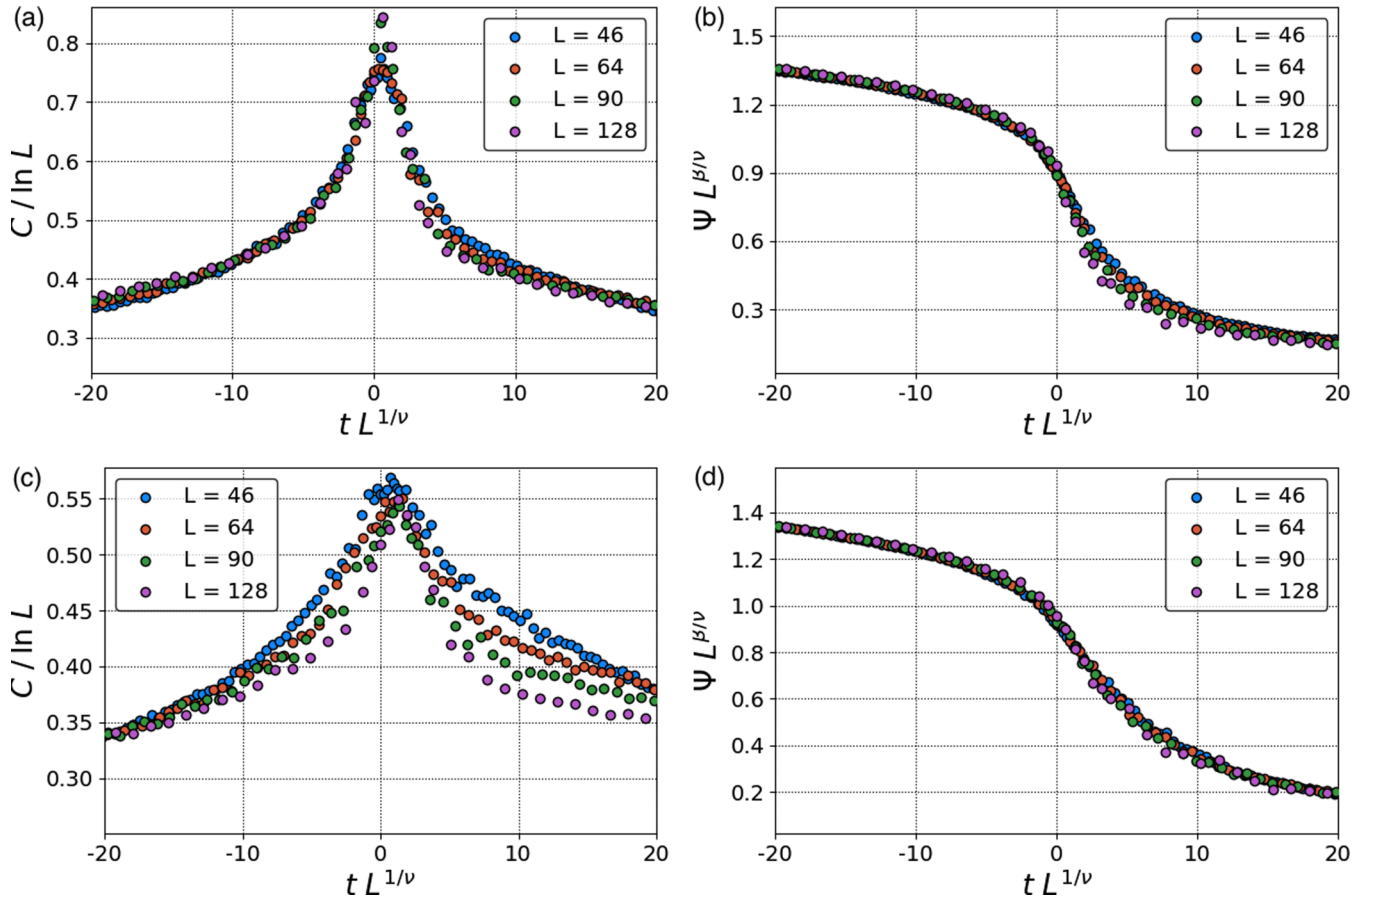 (a)
C / ln L
0.8
0.7
0.6
0.5
0.4
0.3
L = 46
L = 64
L = 90
L = 128
-20 -10 0 10 20
t L^{1/ν}
(b)
Ψ L^{β/ν}
1.5
1.2
0.9
0.6
0.3
L = 46
L = 64
L = 90
L = 128
-20 -10 0 10 20
t L^{1/ν}
(c)
C / ln L
0.55
0.50
0.45
0.40
0.35
0.30
L = 46
L = 64
L = 90
L = 128
-20 -10 0 10 20
t L^{1/ν}
(d)
Ψ L^{β/ν}
1.4
1.2
1.0
0.8
0.6
0.4
0.2
L = 46
L = 64
L = 90
L = 128
-20 -10 0 10 20
t L^{1/ν}